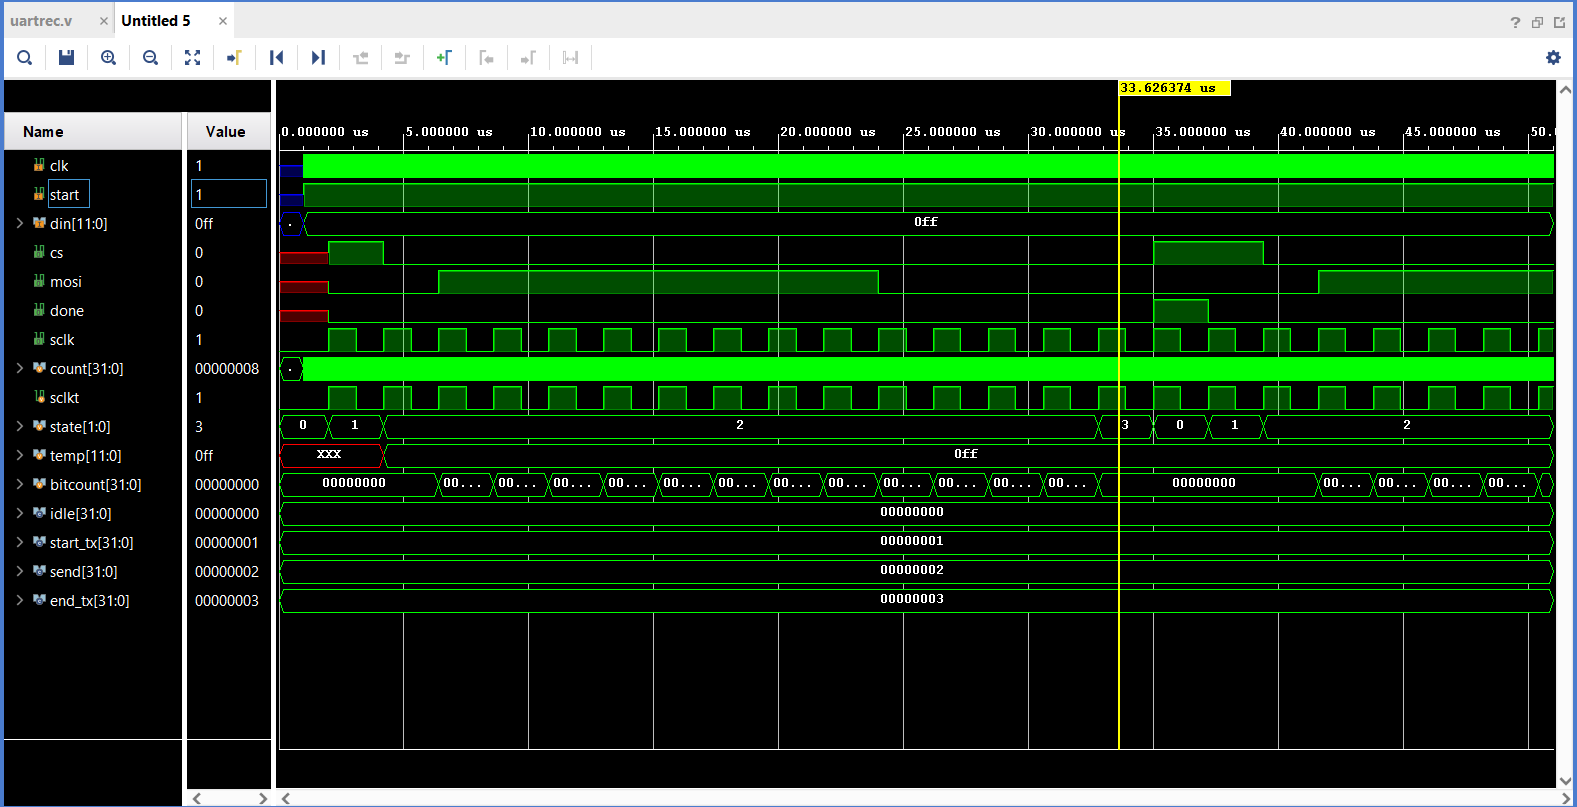 uartrec.v × Untitled 5 ×
?
33.626374 us
Name Value
0.000000 us 5.000000 us 10.000000 us 15.000000 us 20.000000 us 25.000000 us 30.000000 us 35.000000 us 40.000000 us 45.000000 us 50.
clk 1
start 1
din[11:0] 0ff . 0ff
cs 0
mosi 0
done 0
sclk 1
count[31:0] 00000008 .
sclkt 1
state[1:0] 3 0 1 2 3 0 1 2
temp[11:0] 0ff XXX 0ff
bitcount[31:0] 00000000 00000000 00... 00... 00... 00... 00... 00... 00... 00... 00... 00... 00... 00... 00000000 00... 00... 00... 00...
idle[31:0] 00000000 00000000
start_tx[31:0] 00000001 00000001
send[31:0] 00000002 00000002
end_tx[31:0] 00000003 00000003